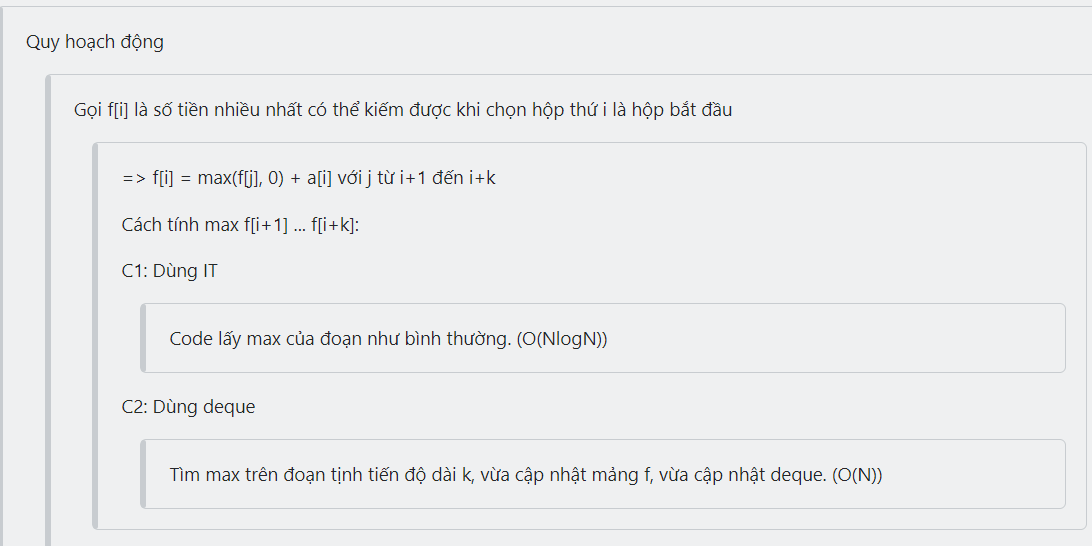 Quy hoạch động
Gọi f[i] là số tiền nhiều nhất có thể kiếm được khi chọn hộp thứ i là hộp bắt đầu
=> f[i] = max(f[j], 0) + a[i] với j từ i+1 đến i+k
Cách tính max f[i+1] ... f[i+k]:
C1: Dùng IT
Code lấy max của đoạn như bình thường. (O(NlogN))
C2: Dùng deque
Tìm max trên đoạn tịnh tiến độ dài k, vừa cập nhật mảng f, vừa cập nhật deque. (O(N))